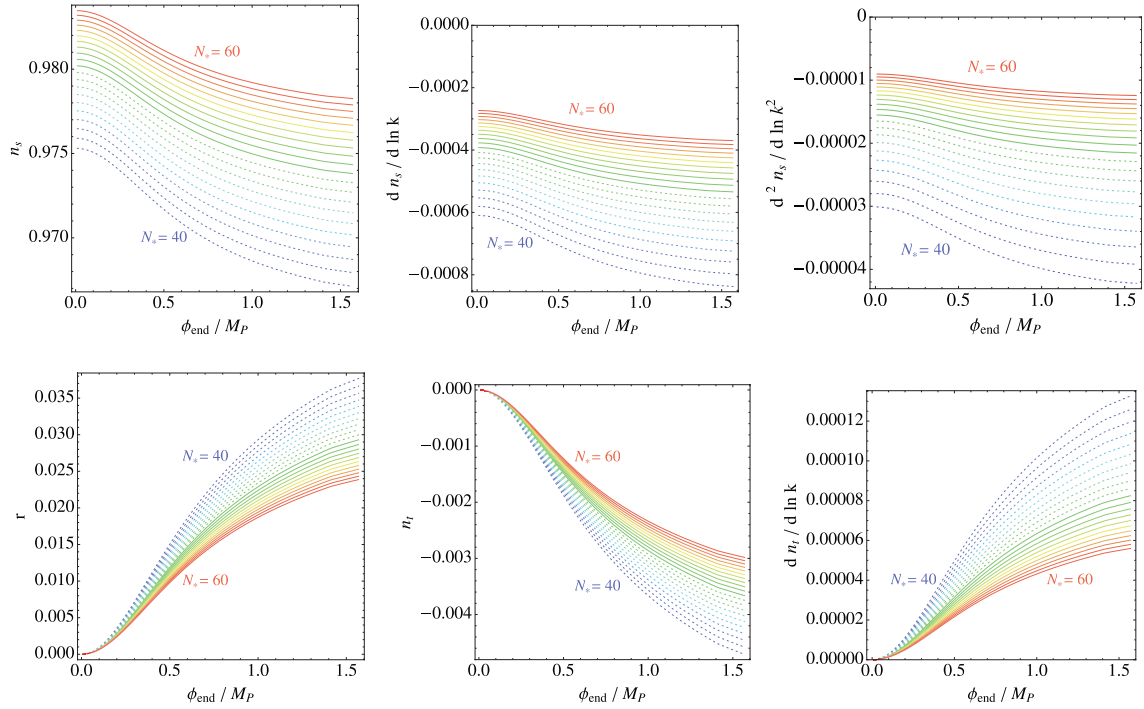 0.980
0.975
0.970
n_s
N_* = 60
N_* = 40
0.0 0.5 1.0 1.5
ϕ_end / M_P
0.0000
−0.0002
−0.0004
−0.0006
−0.0008
d n_s / d ln k
N_* = 60
N_* = 40
0.0 0.5 1.0 1.5
ϕ_end / M_P
0
−0.00001
−0.00002
−0.00003
−0.00004
d² n_s / d ln k²
N_* = 60
N_* = 40
0.0 0.5 1.0 1.5
ϕ_end / M_P
0.035
0.030
0.025
0.020
0.015
0.010
0.005
0.000
r
N_* = 40
N_* = 60
0.0 0.5 1.0 1.5
ϕ_end / M_P
0.000
−0.001
−0.002
−0.003
−0.004
n_t
N_* = 60
N_* = 40
0.0 0.5 1.0 1.5
ϕ_end / M_P
0.00012
0.00010
0.00008
0.00006
0.00004
0.00002
0.00000
d n_t / d ln k
N_* = 40
N_* = 60
0.0 0.5 1.0 1.5
ϕ_end / M_P